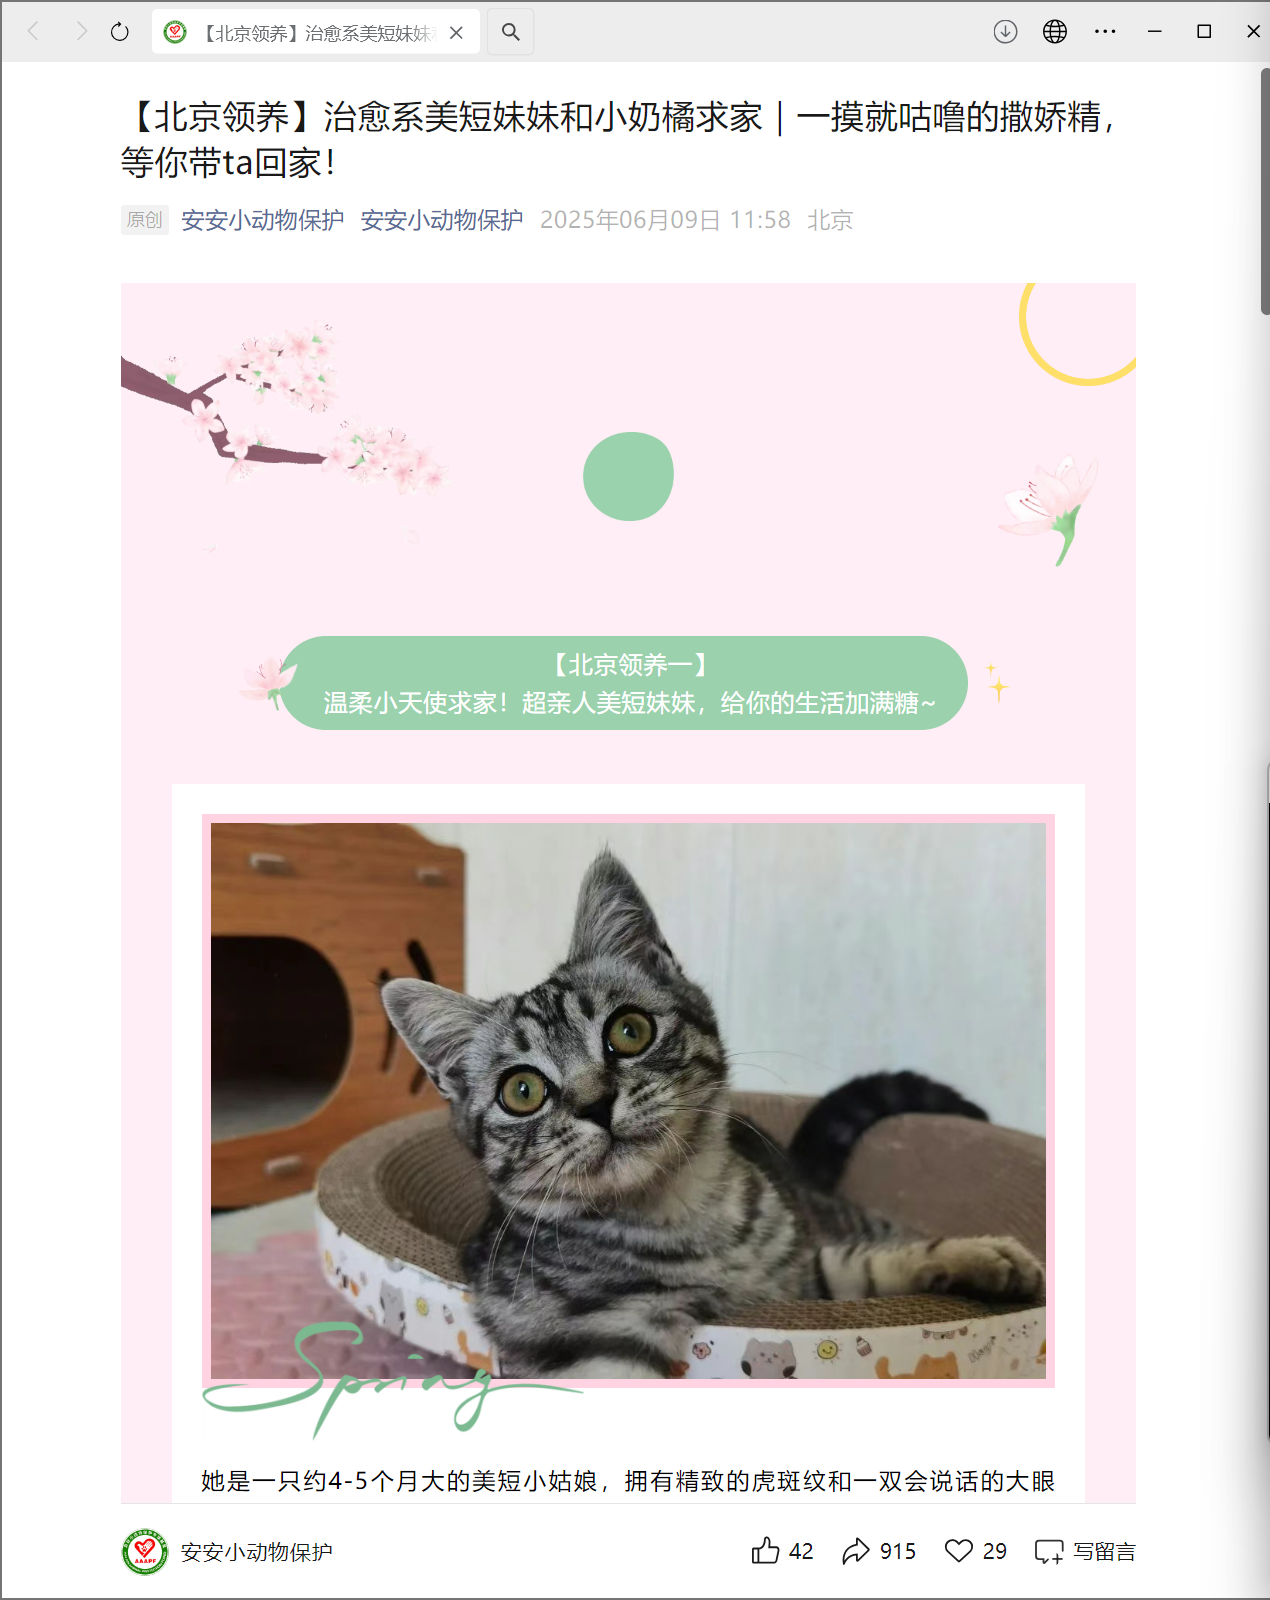 【北京领养】治愈系美短妹妹
【北京领养】治愈系美短妹妹和小奶橘求家｜一摸就咕噜的撒娇精，
等你带ta回家！
原创 安安小动物保护 安安小动物保护 2025年06月09日 11:58 北京
【北京领养一】
温柔小天使求家！超亲人美短妹妹，给你的生活加满糖~
Spring
她是一只约4-5个月大的美短小姑娘，拥有精致的虎斑纹和一双会说话的大眼
AAAPF
安安小动物保护 42 915 29 写留言